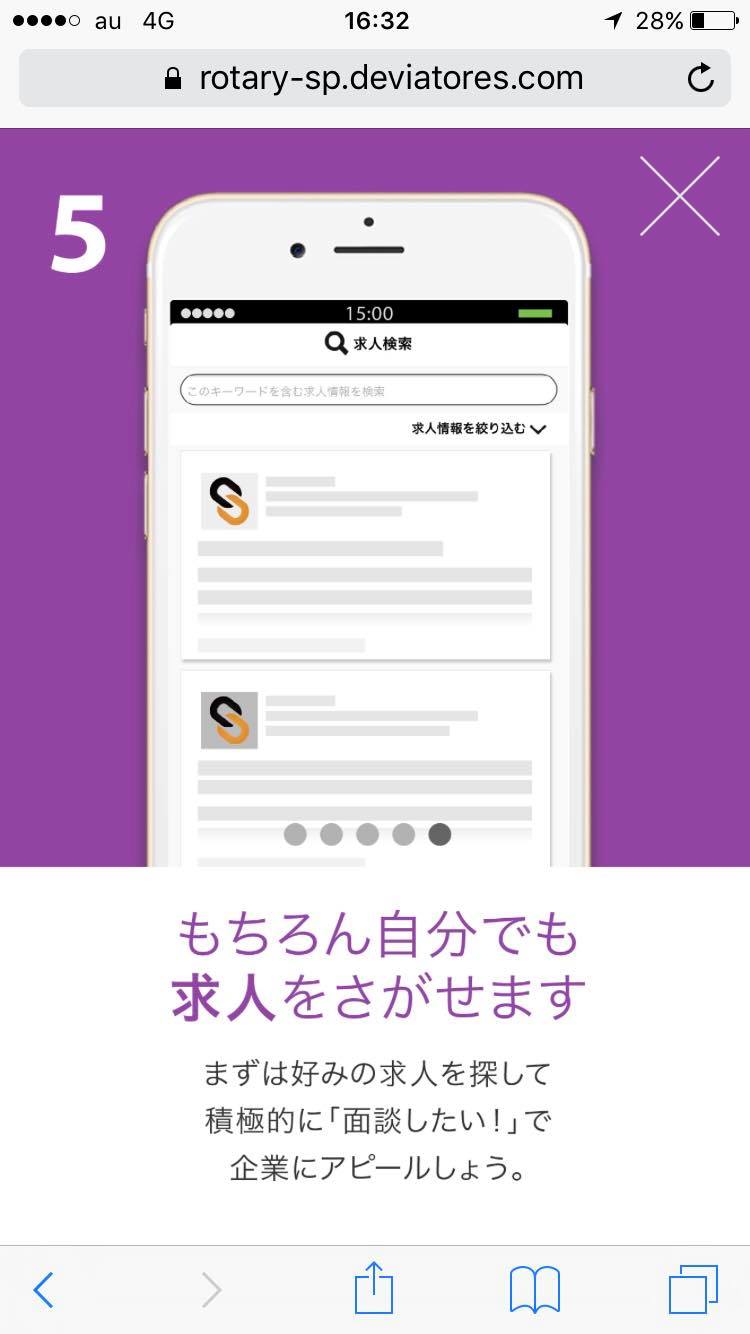 au 4G 16:32 28%
rotary-sp.deviatores.com
5
15:00
求人検索
このキーワードを含む求人情報を検索
求人情報を絞り込む
もちろん自分でも
求人をさがせます
まずは好みの求人を探して
積極的に「面談したい！」で
企業にアピールしょう。